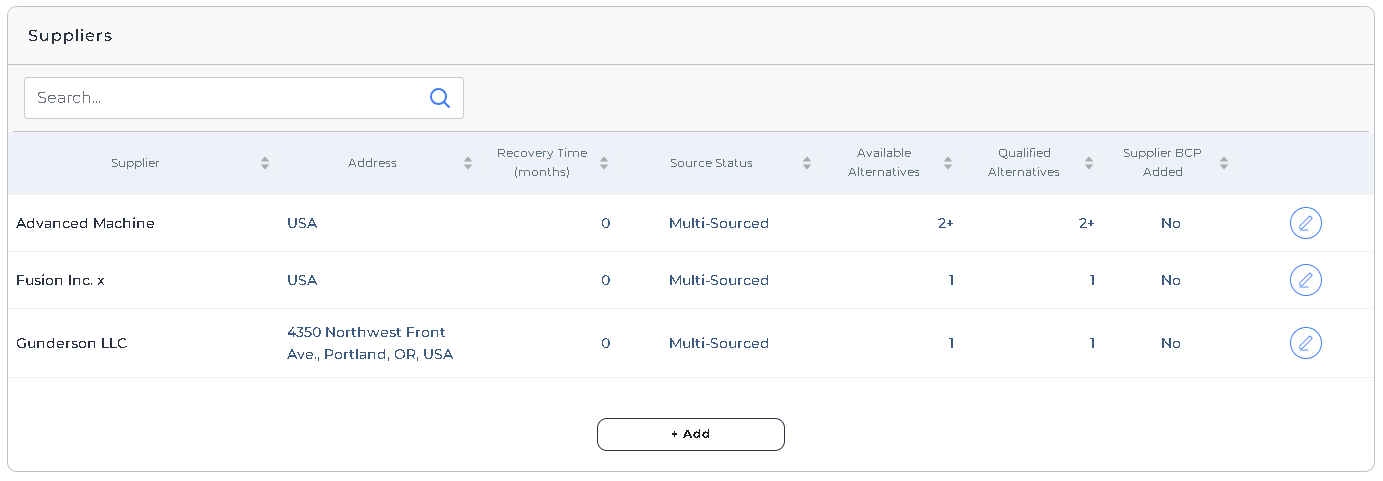 Suppliers
Search...
Supplier
Address
Recovery Time
(months)
Source Status
Available
Alternatives
Qualified
Alternatives
Supplier BCP
Added
Advanced Machine USA 0 Multi-Sourced 2+ 2+ No
Fusion Inc. x USA 0 Multi-Sourced 1 1 No
Gunderson LLC
4350 Northwest Front
Ave., Portland, OR, USA
0 Multi-Sourced 1 1 No
+ Add